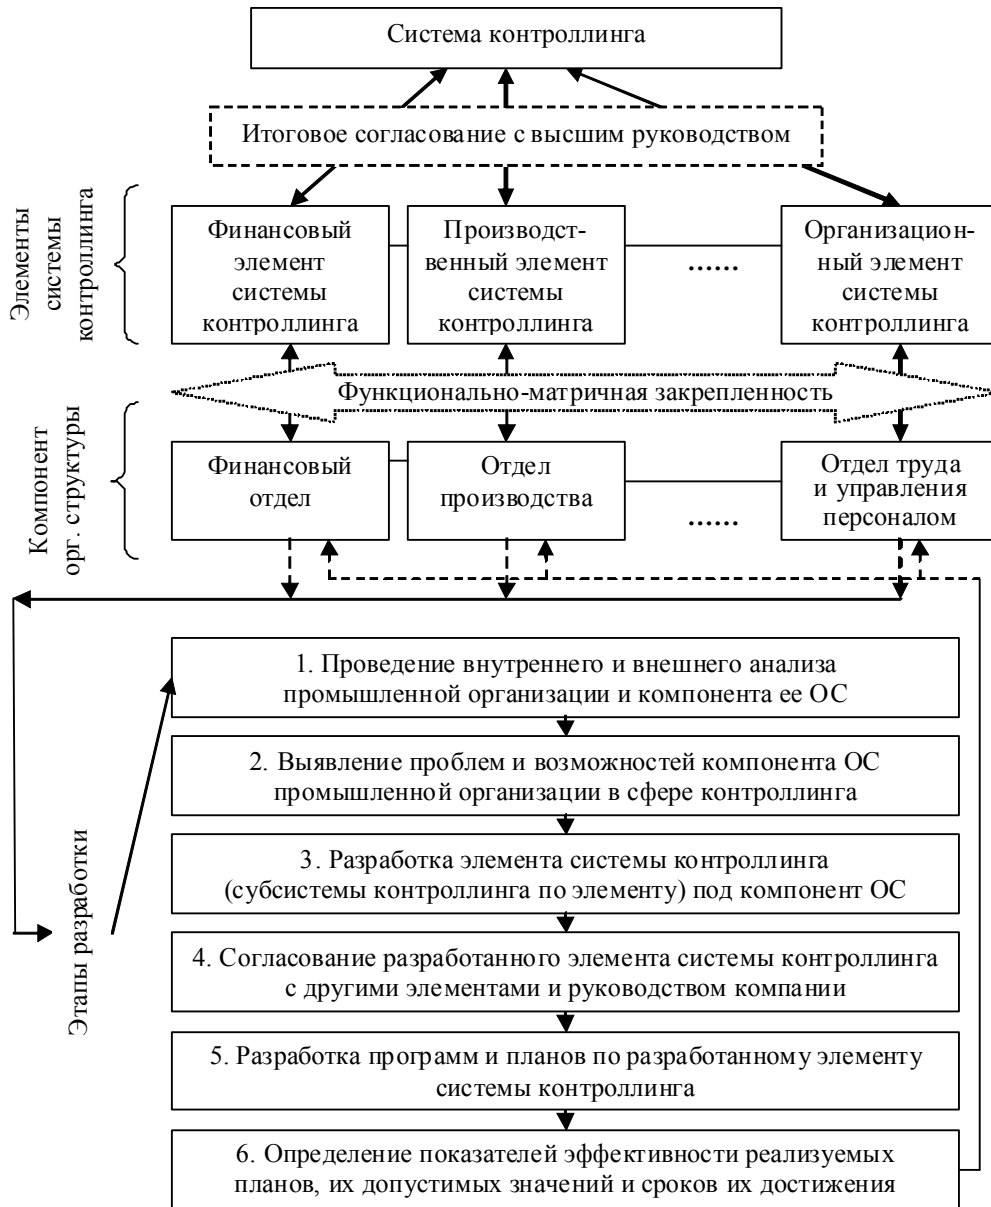 Система контроллинга
Итоговое согласование с высшим руководством
Элементы
системы
контроллинга
Финансовый
элемент
системы
контроллинга
Производст-
венный элемент
системы
контроллинга
......
Организацион-
ный элемент
системы
контроллинга
Функционально-матричная закрепленность
Компонент
орг. структуры
Финансовый
отдел
Отдел
производства
......
Отдел труда
и управления
персоналом
Этапы разработки
1. Проведение внутреннего и внешнего анализа
промышленной организации и компонента ее ОС
2. Выявление проблем и возможностей компонента ОС
промышленной организации в сфере контроллинга
3. Разработка элемента системы контроллинга
(субсистемы контроллинга по элементу) под компонент ОС
4. Согласование разработанного элемента системы контроллинга
с другими элементами и руководством компании
5. Разработка программ и планов по разработанному элементу
системы контроллинга
6. Определение показателей эффективности реализуемых
планов, их допустимых значений и сроков их достижения